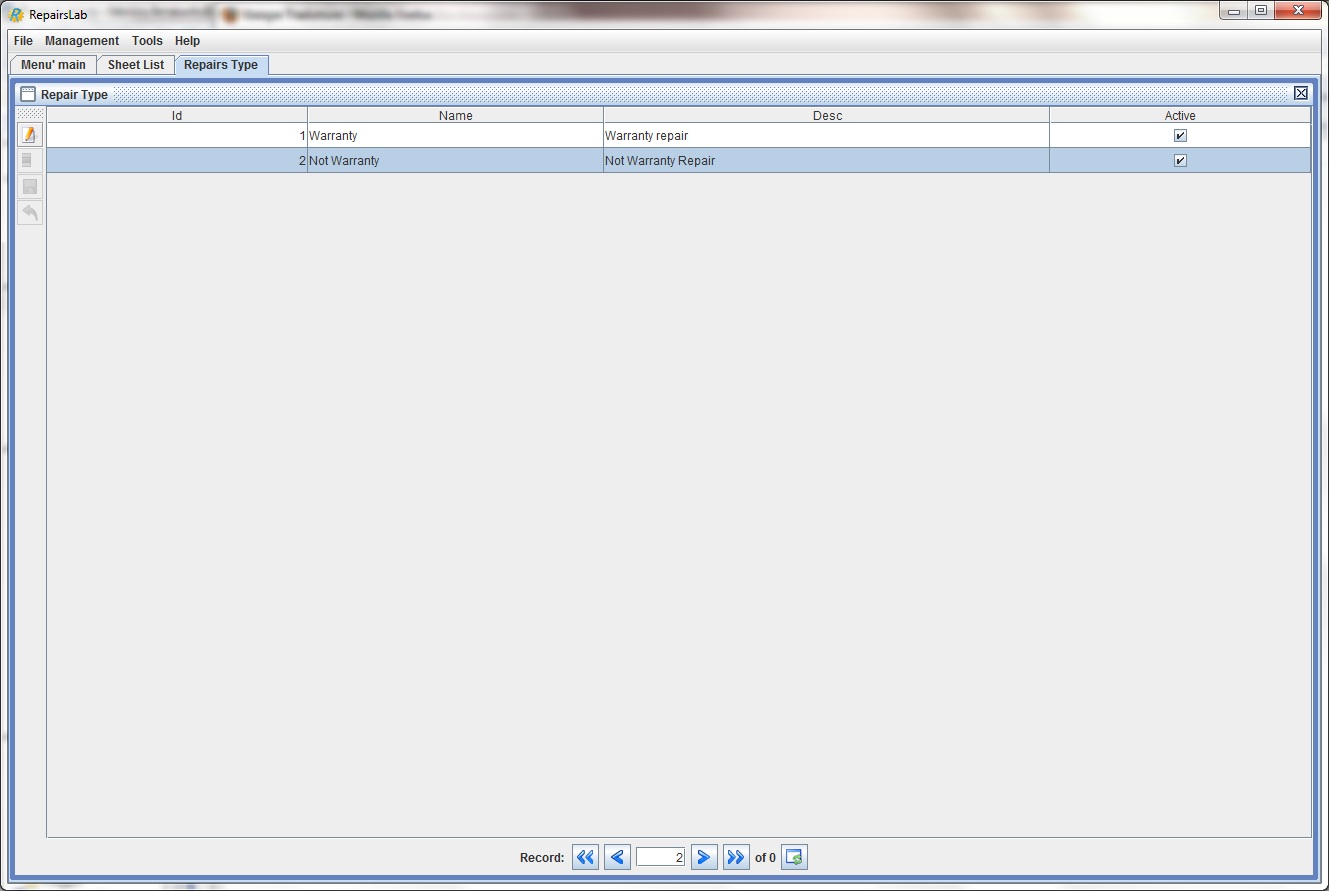 RepairsLab
File Management Tools Help
Menu' main Sheet List Repairs Type
Repair Type
Id Name Desc Active
1 Warranty Warranty repair
2 Not Warranty Not Warranty Repair
Record: 2 of 0